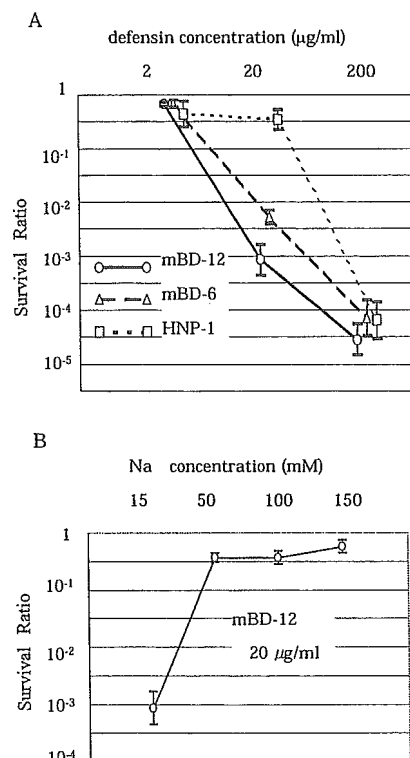 A
defensin concentration (μg/ml)
2 20 200
1
10-1
10-2
10-3
10-4
10-5
Survival Ratio
mBD-12
mBD-6
HNP-1
B
Na concentration (mM)
15 50 100 150
1
10-1
10-2
10-3
10-4
Survival Ratio
mBD-12
20 μg/ml